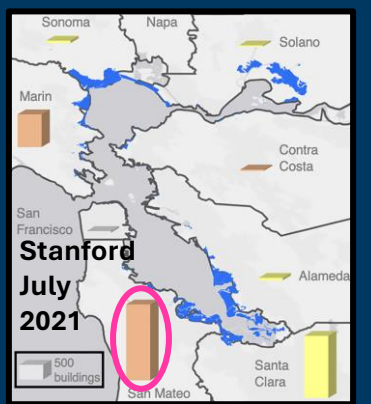 Sonoma
Napa
Solano
Marin
Contra
Costa
San
Francisco
Stanford
July
2021
Alameda
500
buildings
San Mateo
Santa
Clara